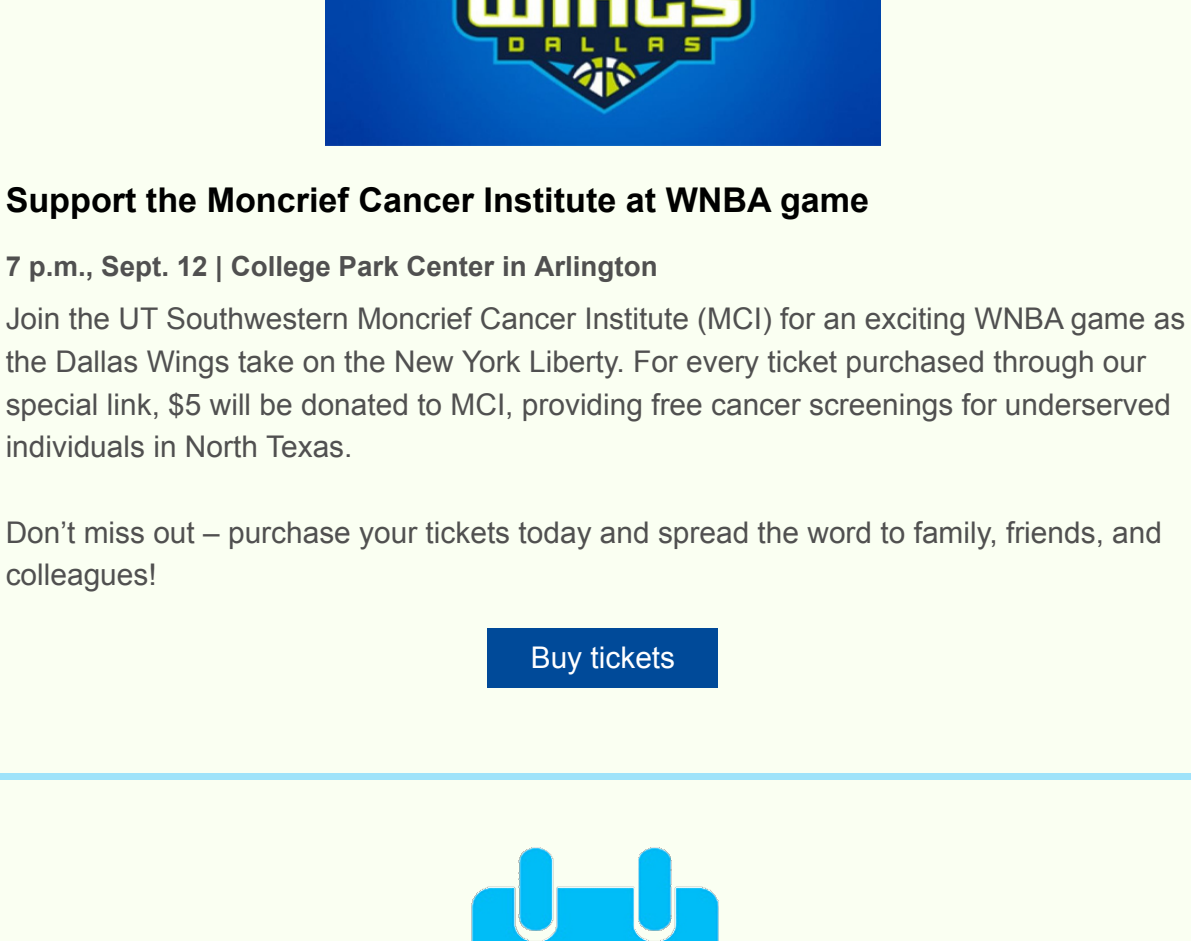 WINGS
DALLAS
Support the Moncrief Cancer Institute at WNBA game
7 p.m., Sept. 12 | College Park Center in Arlington
Join the UT Southwestern Moncrief Cancer Institute (MCI) for an exciting WNBA game as
the Dallas Wings take on the New York Liberty. For every ticket purchased through our
special link, $5 will be donated to MCI, providing free cancer screenings for underserved
individuals in North Texas.
Don’t miss out – purchase your tickets today and spread the word to family, friends, and
colleagues!
Buy tickets